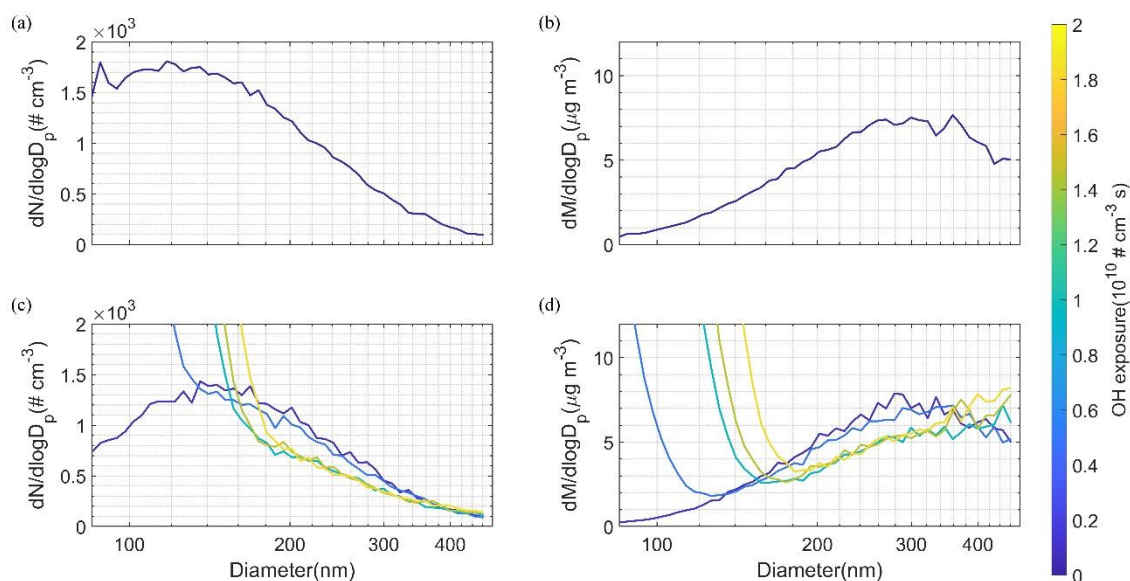 (a)
× 10³
2
1.5
1
0.5
0
dN/dlogDₚ(# cm⁻³)
(b)
10
5
0
dM/dlogDₚ(μg m⁻³)
(c)
× 10³
2
1.5
1
0.5
0
dN/dlogDₚ(# cm⁻³)
100 200 300 400
Diameter(nm)
(d)
10
5
0
dM/dlogDₚ(μg m⁻³)
100 200 300 400
Diameter(nm)
2
1.8
1.6
1.4
1.2
1
0.8
0.6
0.4
0.2
0
OH exposure(10¹⁰ # cm⁻³ s)